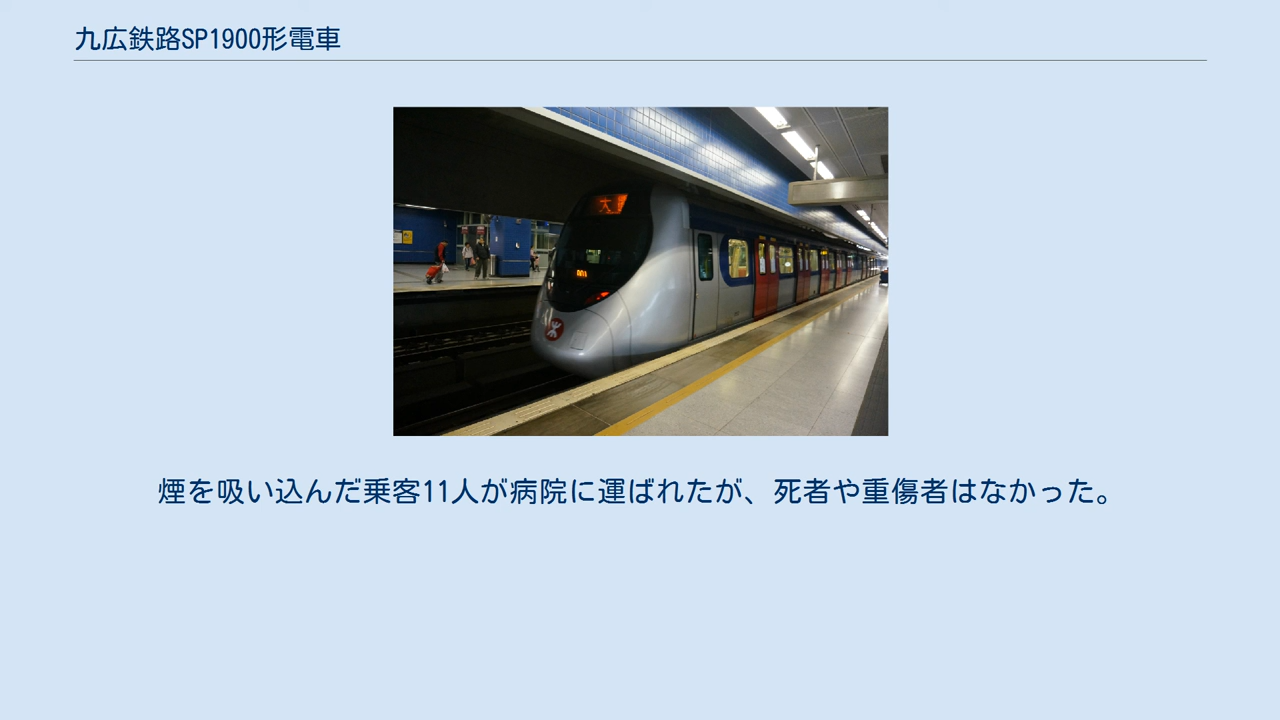 九広鉄路SP1900形電車
煙を吸い込んだ乗客11人が病院に運ばれたが、死者や重傷者はなかった。